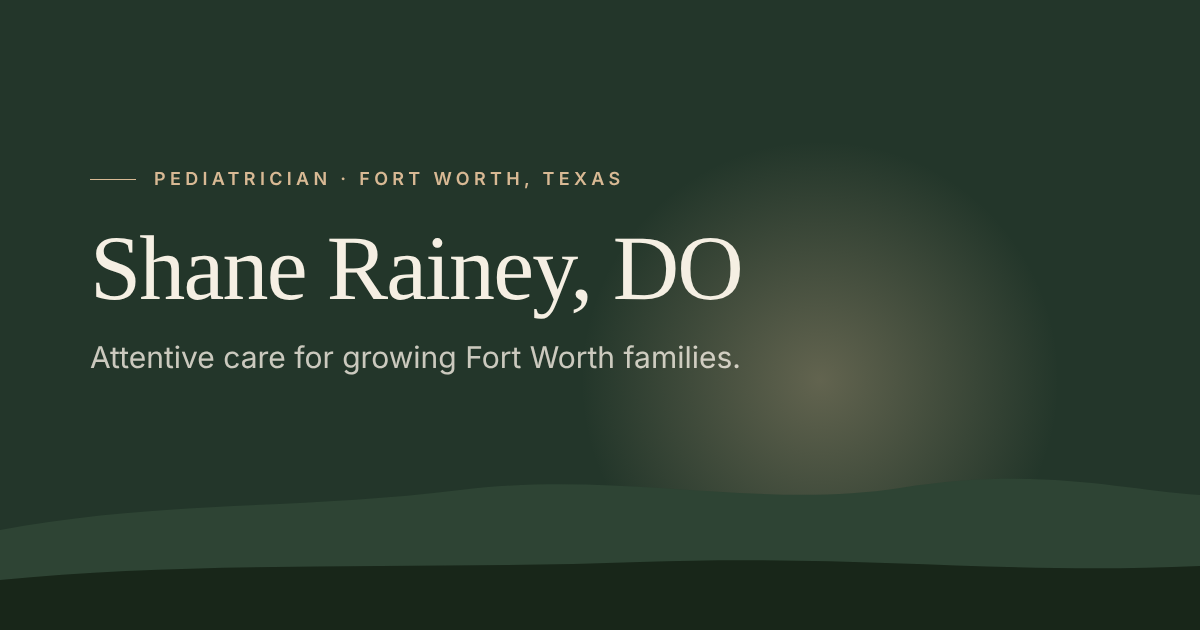 PEDIATRICIAN · FORT WORTH, TEXAS
Shane Rainey, DO
Attentive care for growing Fort Worth families.